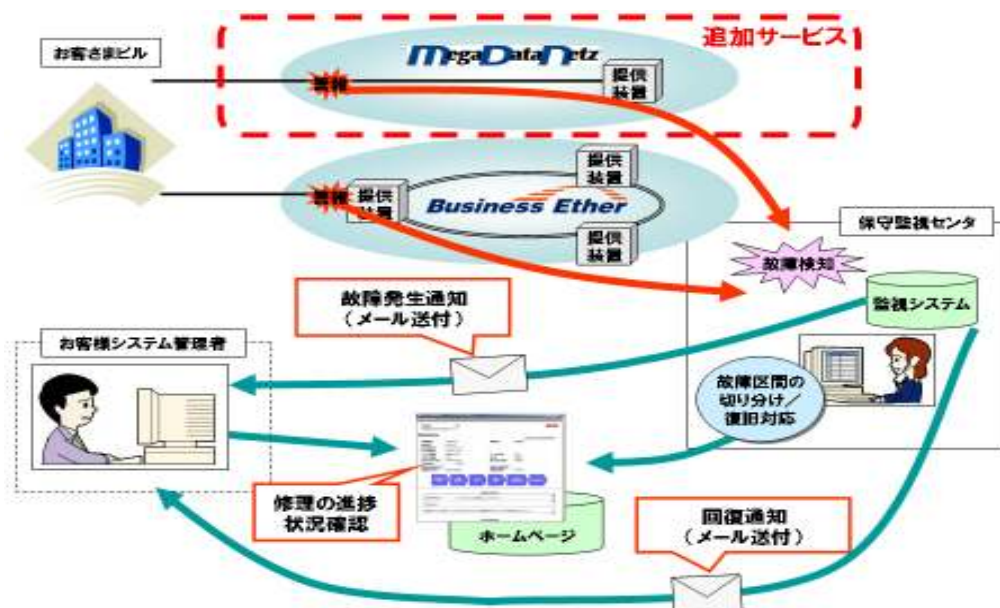 追加サービス
お客さまビル
MegaDataNetz
提供
装置
提供
装置
提供
装置
Business Ether
提供
装置
保守監視センタ
故障検知
監視システム
故障発生通知
（メール送付）
お客様システム管理者
故障区間の
切り分け／
復旧対応
修理の進捗
状況確認
ホームページ
回復通知
（メール送付）